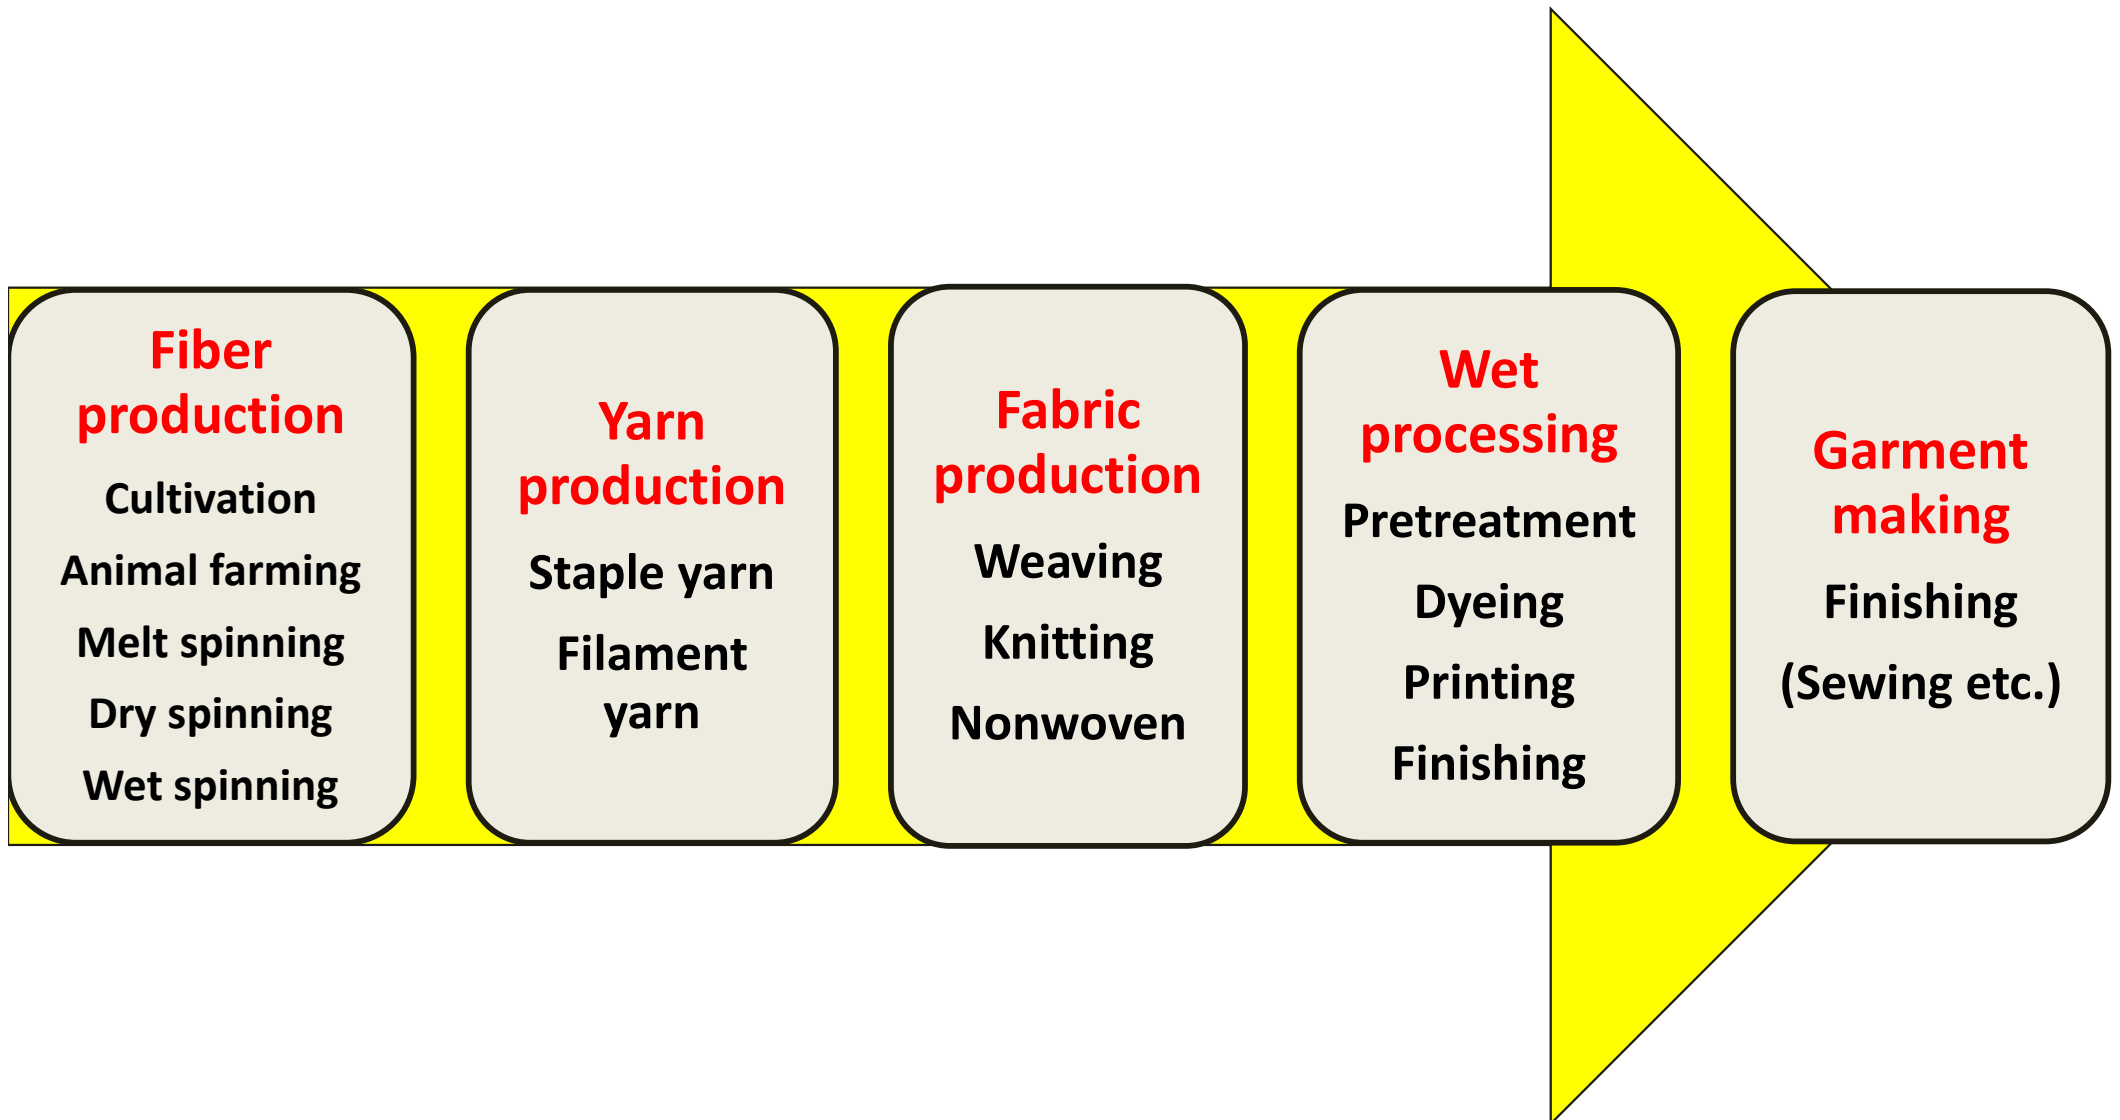 Fiber
production
Cultivation
Animal farming
Melt spinning
Dry spinning
Wet spinning
Yarn
production
Staple yarn
Filament
yarn
Fabric
production
Weaving
Knitting
Nonwoven
Wet
processing
Pretreatment
Dyeing
Printing
Finishing
Garment
making
Finishing
(Sewing etc.)